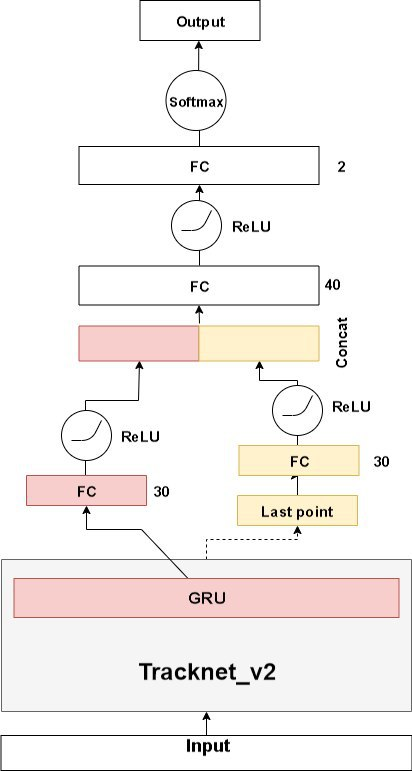 Output
Softmax
FC 2
ReLU
FC 40
Concat
ReLU
ReLU
FC 30
FC 30
Last point
GRU
Tracknet_v2
Input